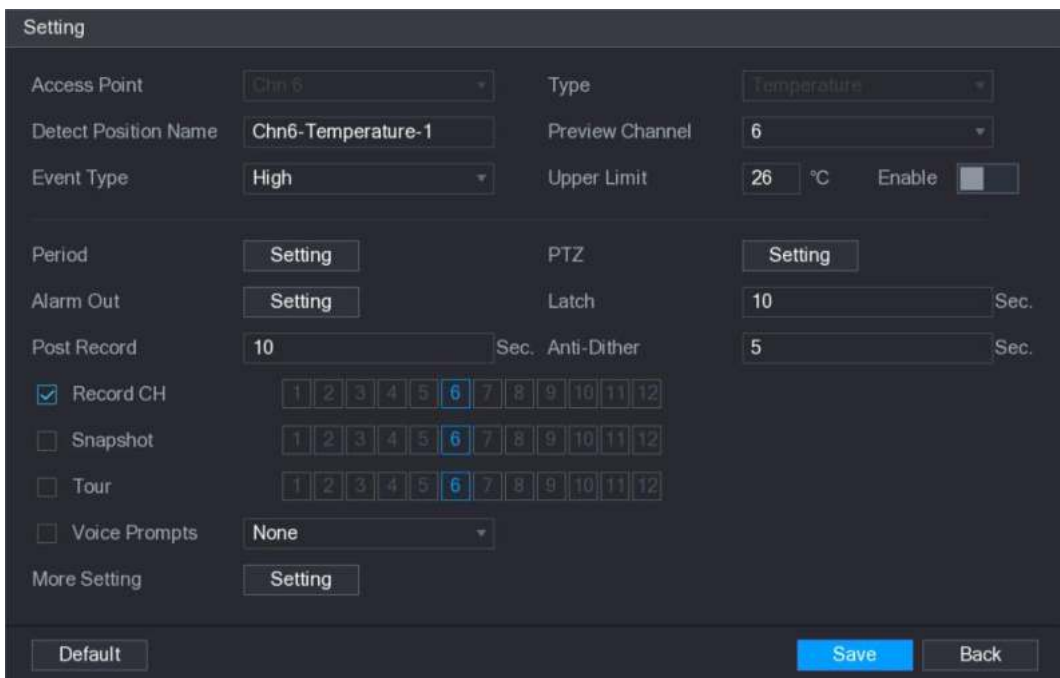 Setting
Access Point Chn 6 Type Temperature
Detect Position Name Chn6-Temperature-1 Preview Channel 6
Event Type High Upper Limit 26 °C Enable
Period Setting PTZ Setting
Alarm Out Setting Latch 10 Sec.
Post Record 10 Sec. Anti-Dither 5 Sec.
Record CH 1 2 3 4 5 6 7 8 9 10 11 12
Snapshot 1 2 3 4 5 6 7 8 9 10 11 12
Tour 1 2 3 4 5 6 7 8 9 10 11 12
Voice Prompts None
More Setting Setting
Default Save Back